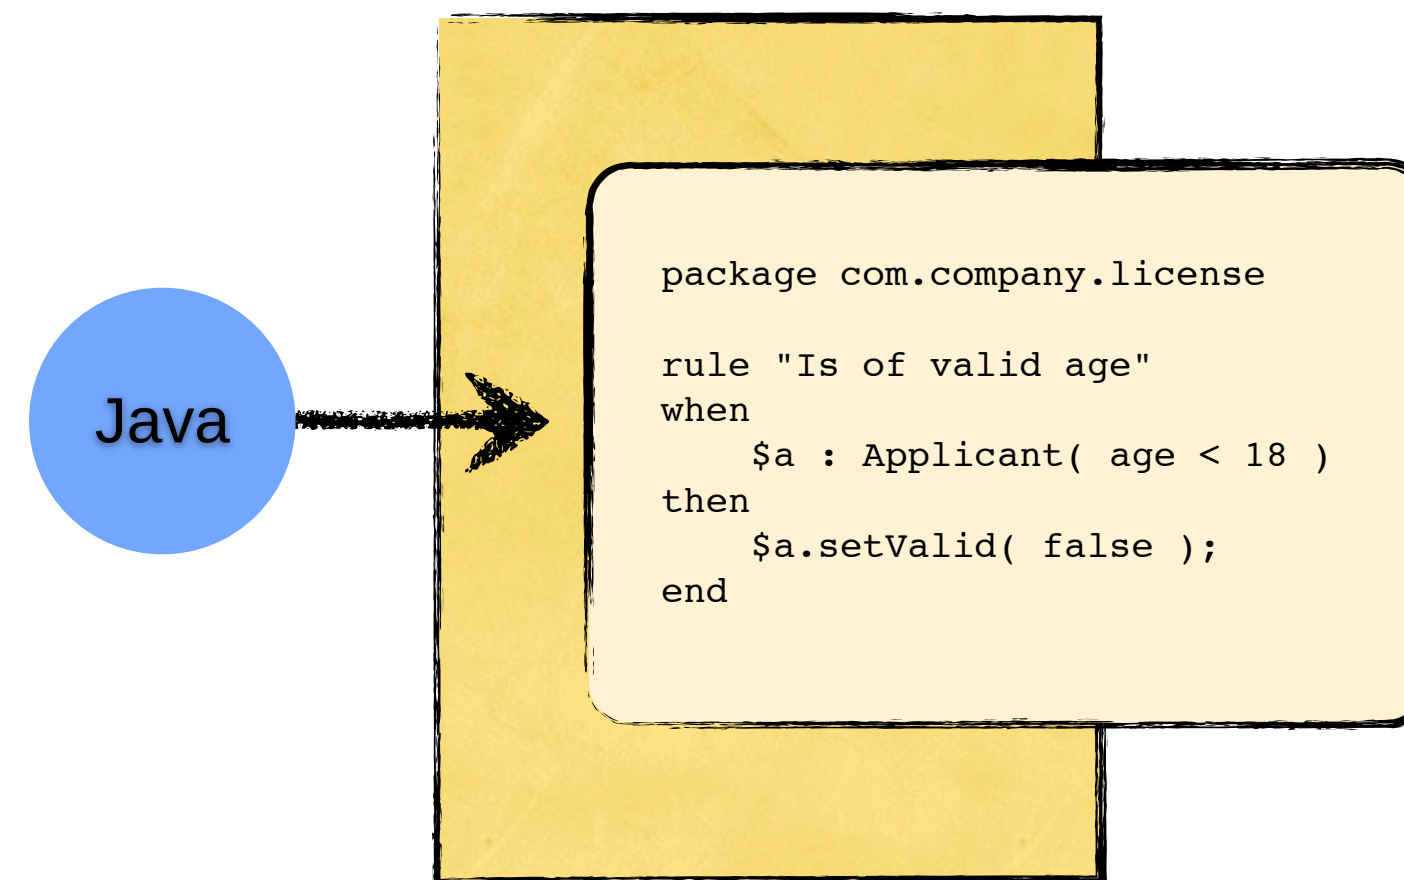 Java
package com.company.license
rule "Is of valid age"
when
    $a : Applicant( age < 18 )
then
    $a.setValid( false );
end